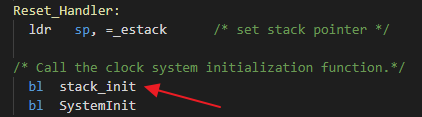 Reset_Handler:
ldr sp, =_estack /* set stack pointer */
/* Call the clock system initialization function.*/
bl stack_init
bl SystemInit